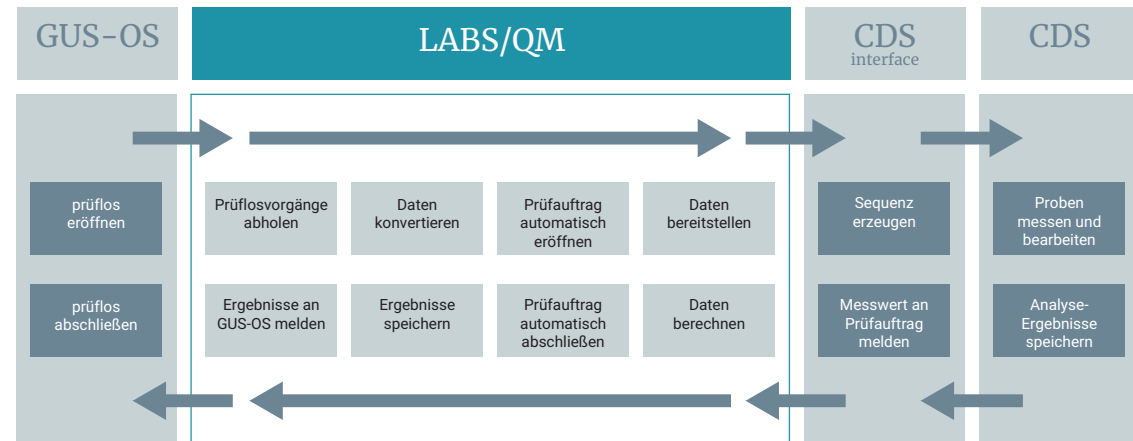 GUS-OS
LABS/QM
CDS
interface
CDS
prüflos
eröffnen
Prüflosvorgänge
abholen
Daten
konvertieren
Prüfauftrag
automatisch
eröffnen
Daten
bereitstellen
Sequenz
erzeugen
Proben
messen und
bearbeiten
prüflos
abschließen
Ergebnisse an
GUS-OS melden
Ergebnisse
speichern
Prüfauftrag
automatisch
abschließen
Daten
berechnen
Messwert an
Prüfauftrag
melden
Analyse-
Ergebnisse
speichern